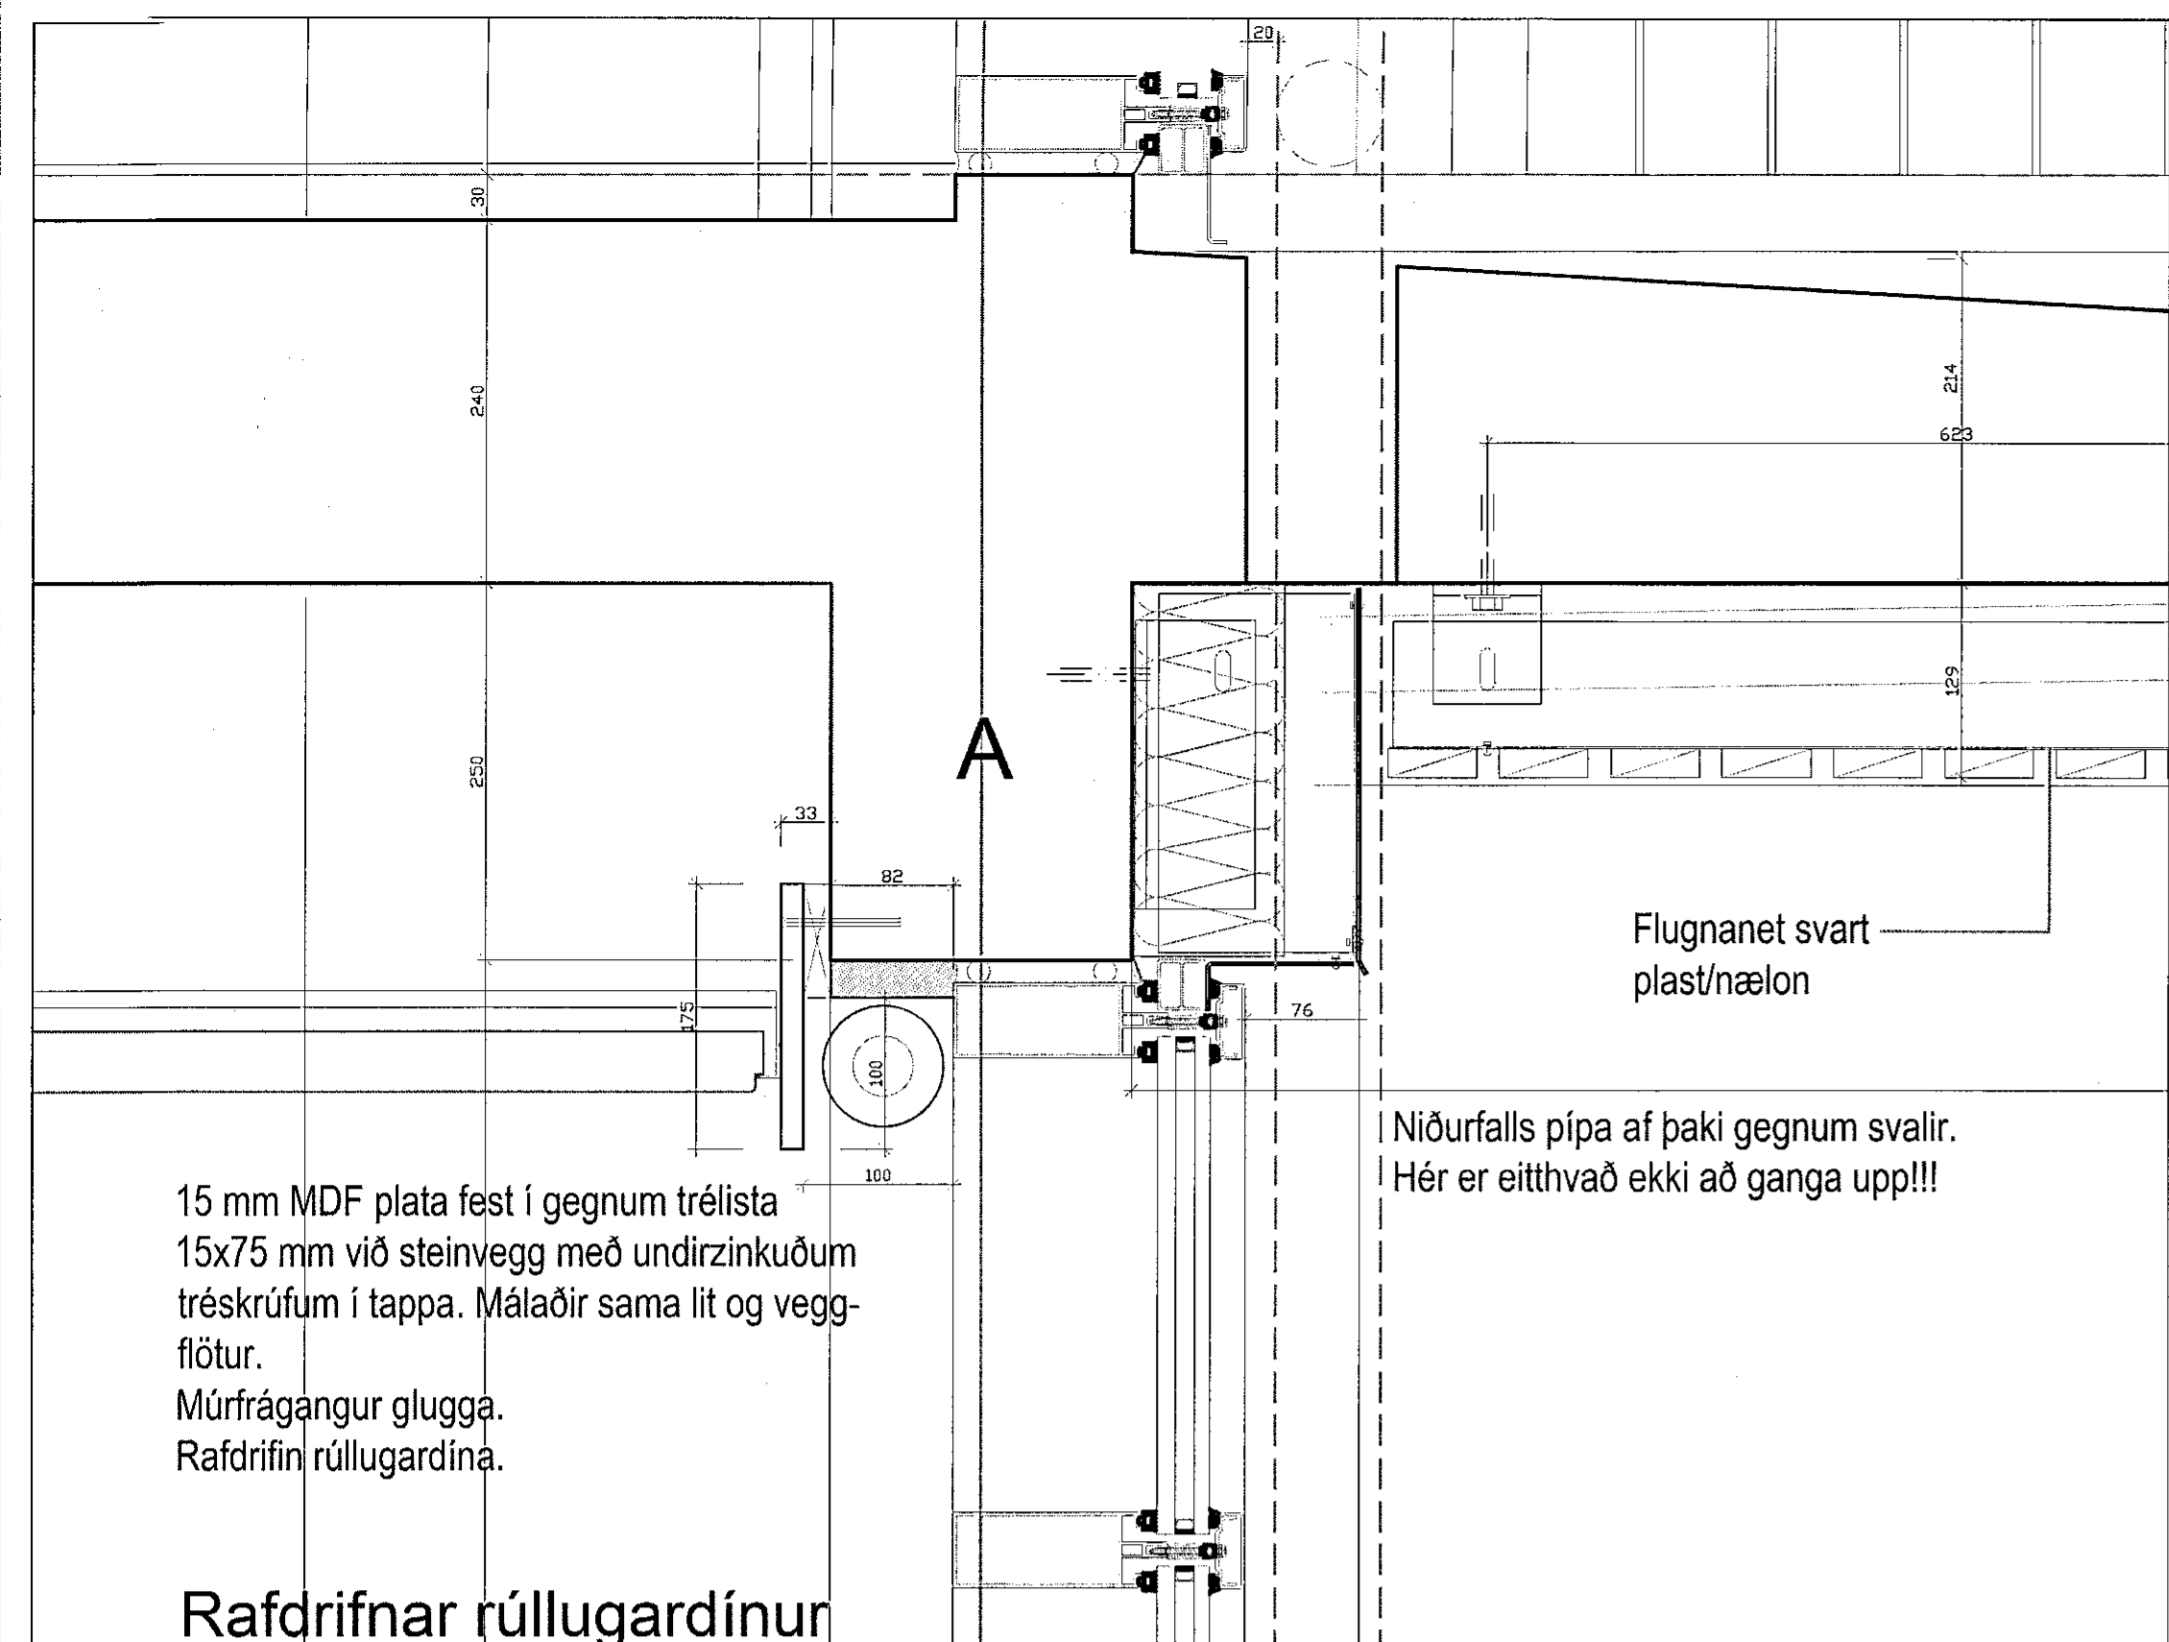 20
30
240
214
623
A
129
250
33
82
Flugnanet svart
plast/nælon
175
76
100
100
Niðurfalls pípa af þaki gegnum svalir.
Hér er eitthvað ekki að ganga upp!!!
15 mm MDF plata fest í gegnum trélista
15x75 mm við steinvegg með undirzinkuðum
tréskrúfum í tappa. Málaðir sama lit og vegg-
flötur.
Múrfrágangur glugga.
Rafdrifin rúllugardína.
Rafdrifnar rúllugardínur